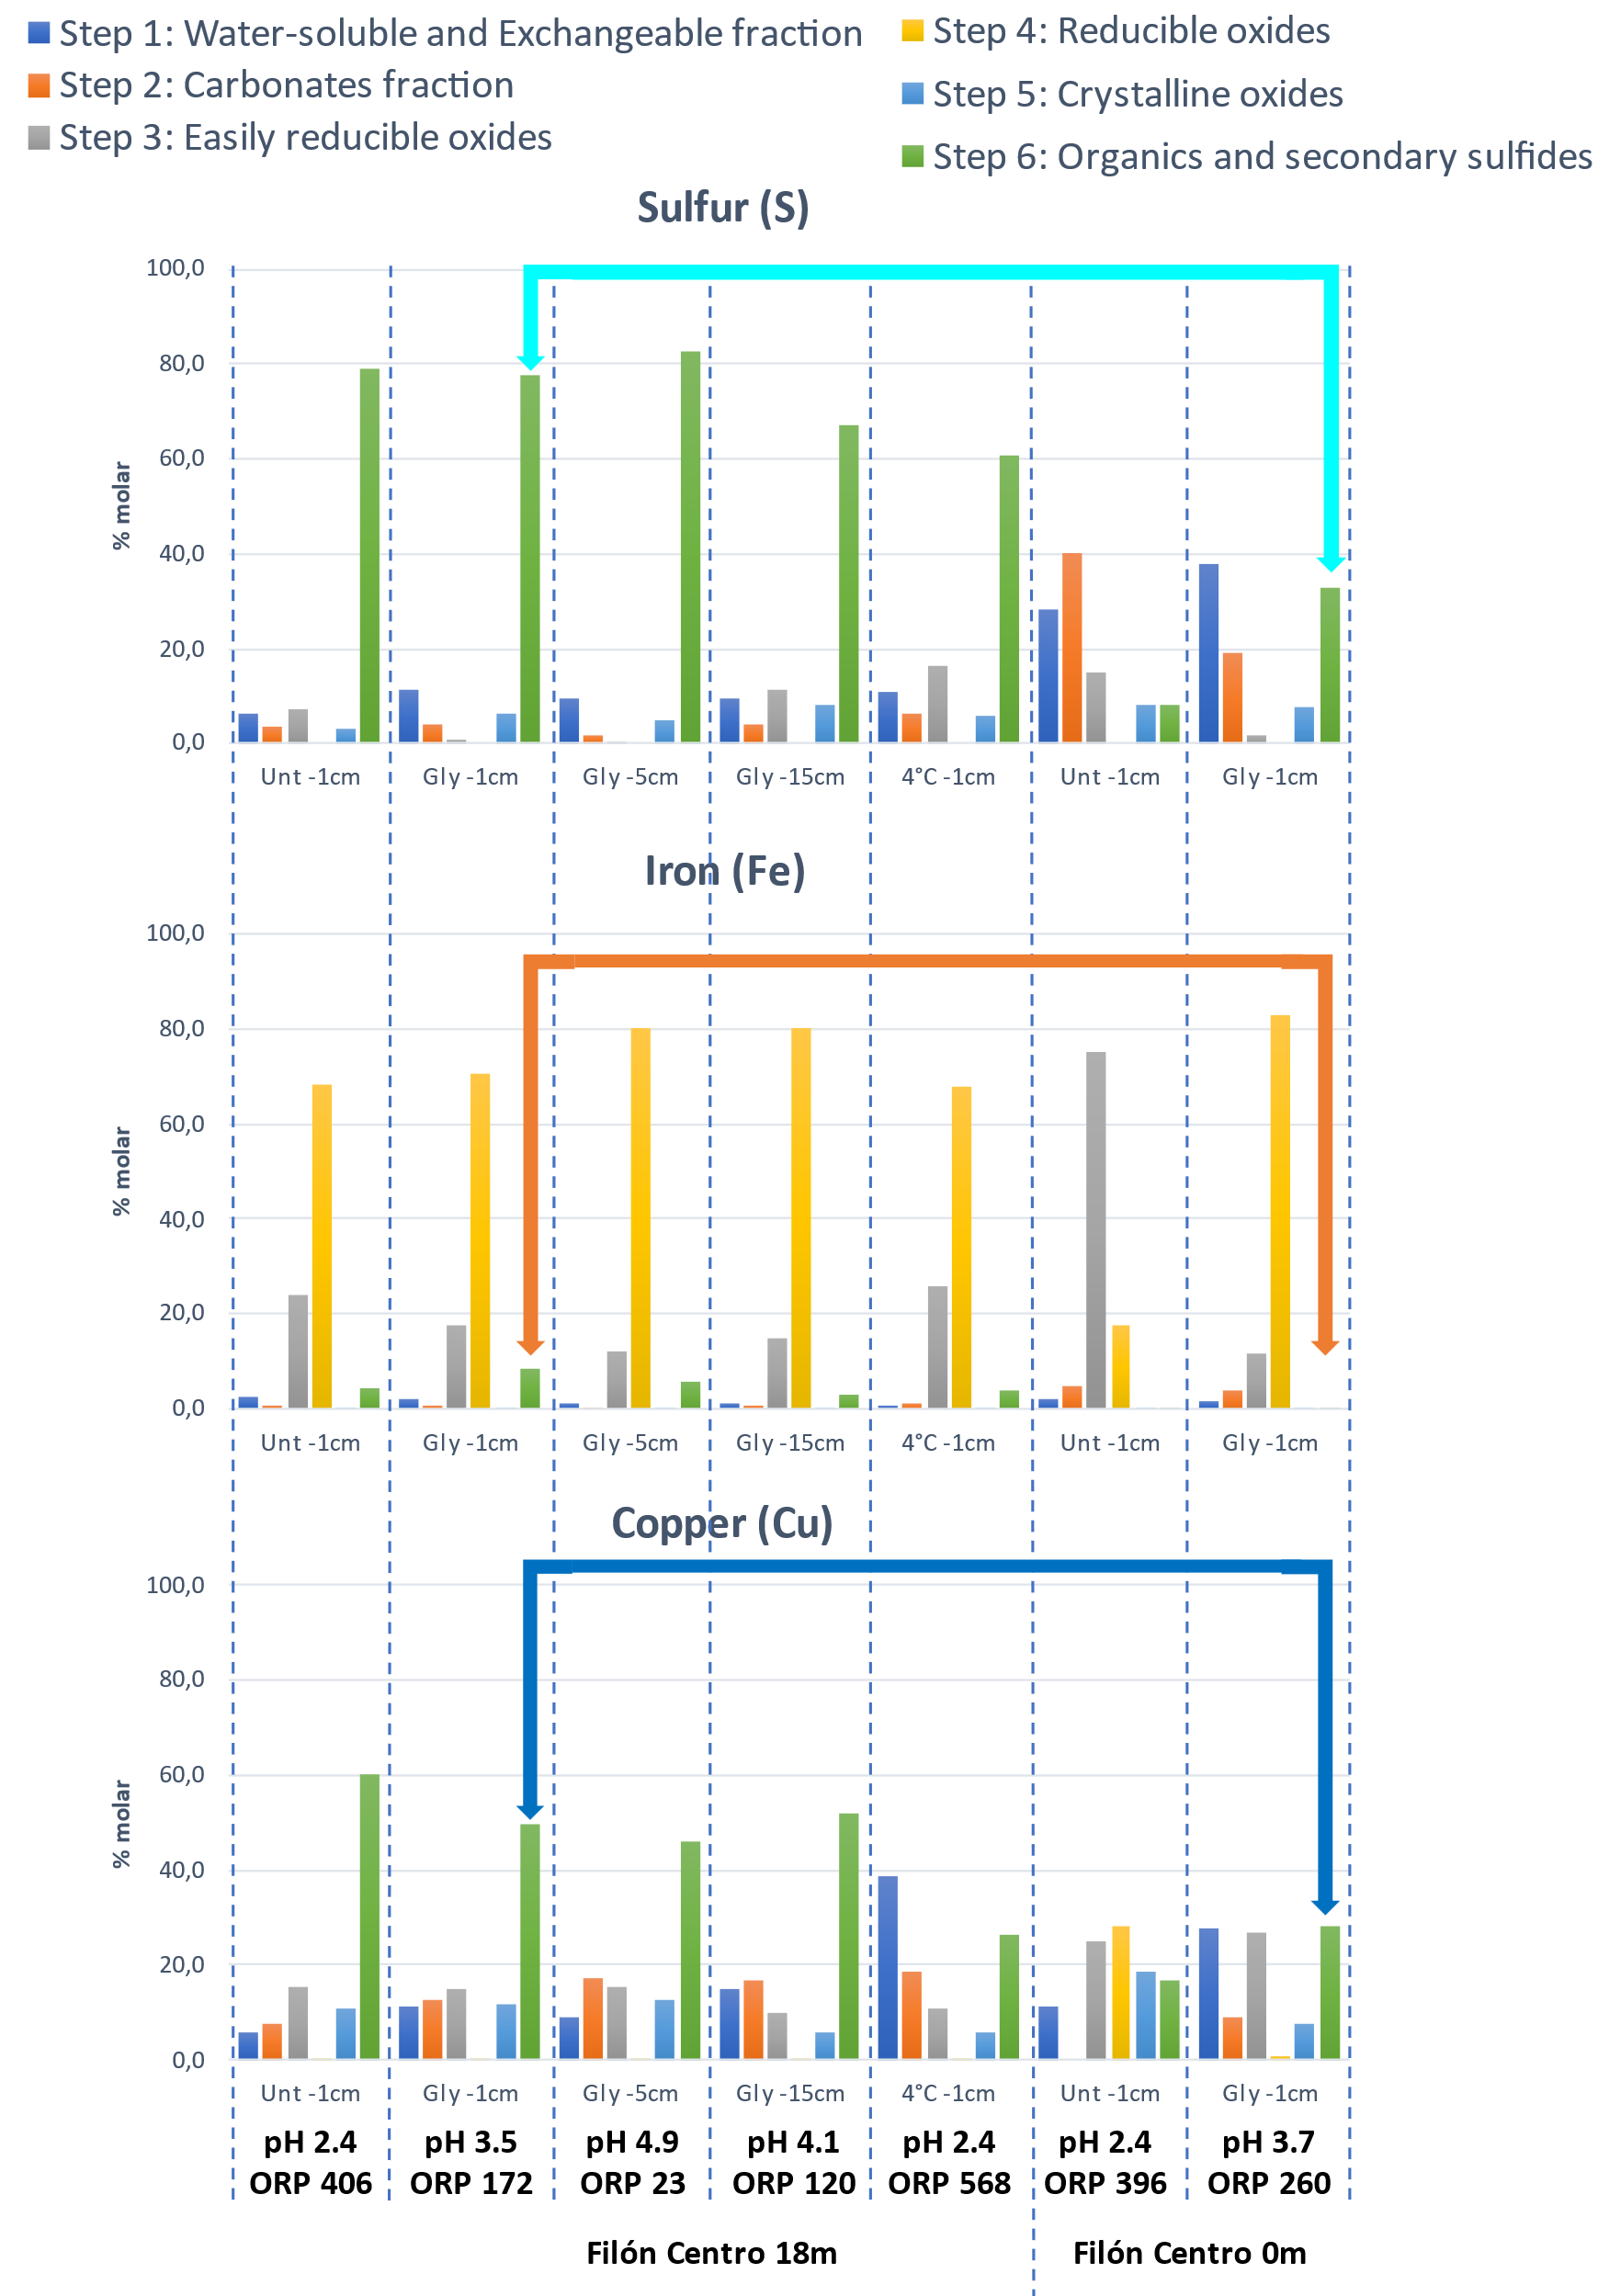 Step 1: Water-soluble and Exchangeable fraction
Step 2: Carbonates fraction
Step 3: Easily reducible oxides
Step 4: Reducible oxides
Step 5: Crystalline oxides
Step 6: Organics and secondary sulfides
Sulfur (S)
100,0
80,0
60,0
40,0
20,0
0,0
% molar
Unt -1cm Gly -1cm Gly -5cm Gly -15cm 4°C -1cm Unt -1cm Gly -1cm
Iron (Fe)
100,0
80,0
60,0
40,0
20,0
0,0
% molar
Unt -1cm Gly -1cm Gly -5cm Gly -15cm 4°C -1cm Unt -1cm Gly -1cm
Copper (Cu)
100,0
80,0
60,0
40,0
20,0
0,0
% molar
Unt -1cm Gly -1cm Gly -5cm Gly -15cm 4°C -1cm Unt -1cm Gly -1cm
pH 2.4 pH 3.5 pH 4.9 pH 4.1 pH 2.4 pH 2.4 pH 3.7
ORP 406 ORP 172 ORP 23 ORP 120 ORP 568 ORP 396 ORP 260
Filón Centro 18m Filón Centro 0m